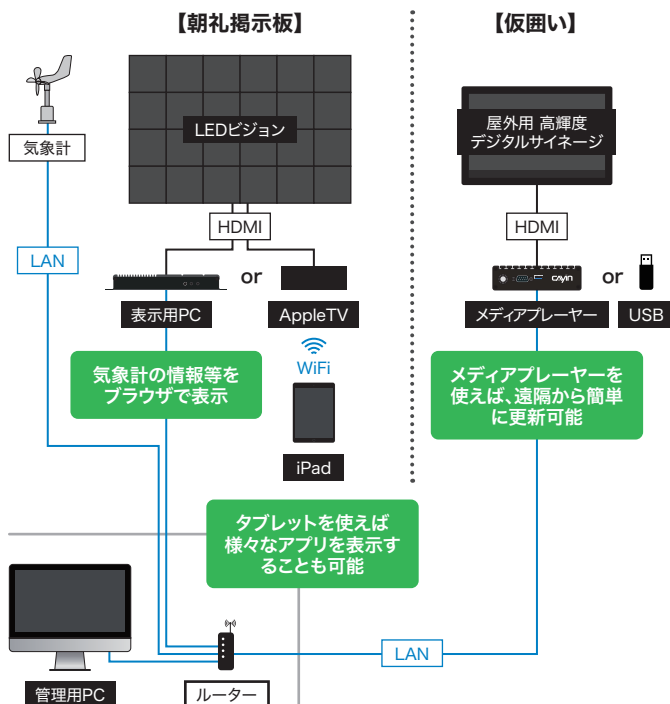 【朝礼掲示板】
【仮囲い】
LEDビジョン
屋外用 高輝度
デジタルサイネージ
気象計
HDMI
HDMI
LAN
or
CAYIN
or
表示用PC
AppleTV
メディアプレーヤー
USB
WiFi
気象計の情報等を
ブラウザで表示
メディアプレーヤーを
使えば、遠隔から簡単
に更新可能
iPad
タブレットを使えば
様々なアプリを表示す
ることも可能
LAN
管理用PC
ルーター